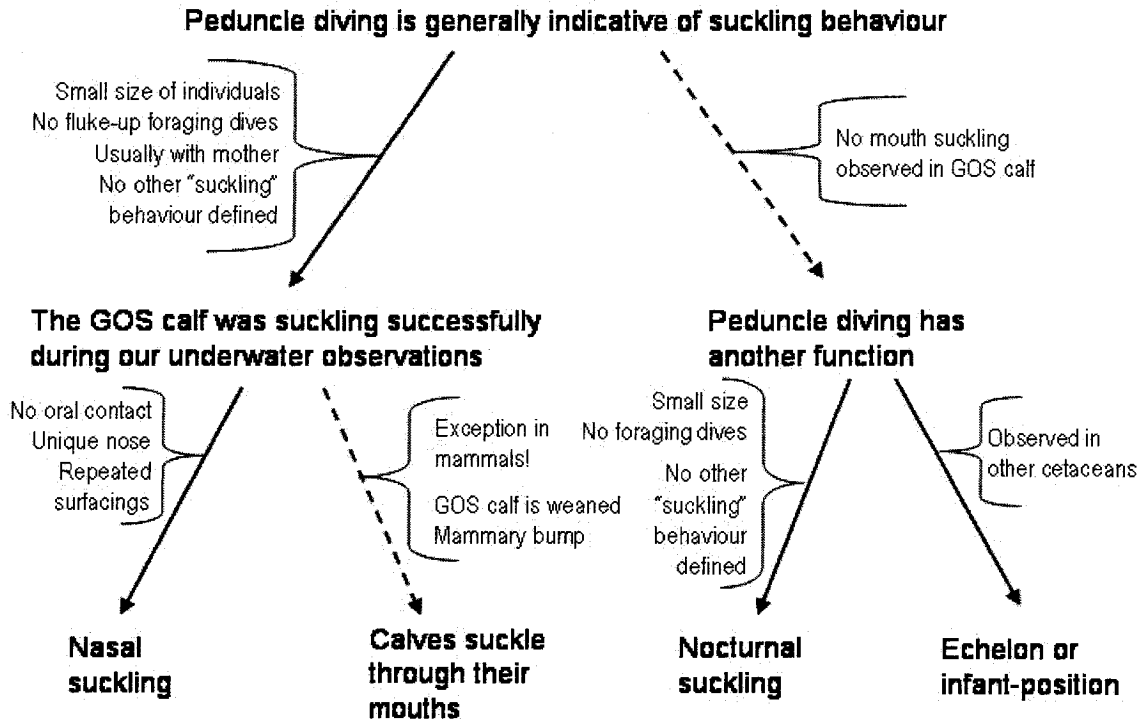 Peduncle diving is generally indicative of suckling behaviour
Small size of individuals
No fluke-up foraging dives
Usually with mother
No other "suckling"
behaviour defined
No mouth suckling
observed in GOS calf
The GOS calf was suckling successfully
during our underwater observations
Peduncle diving has
another function
No oral contact
Unique nose
Repeated
surfacings
Exception in
mammals!
GOS calf is weaned
Mammary bump
Small size
No foraging dives
No other
"suckling"
behaviour
defined
Observed in
other cetaceans
Nasal
suckling
Calves suckle
through their
mouths
Nocturnal
suckling
Echelon or
infant-position